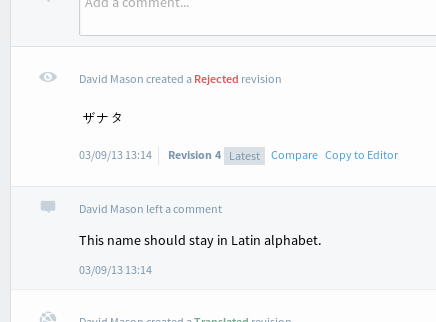 Add a comment...
David Mason created a Rejected revision
ザナタ
03/09/13 13:14 Revision 4 Latest Compare Copy to Editor
David Mason left a comment
This name should stay in Latin alphabet.
03/09/13 13:14
David Mason created a Translated revision